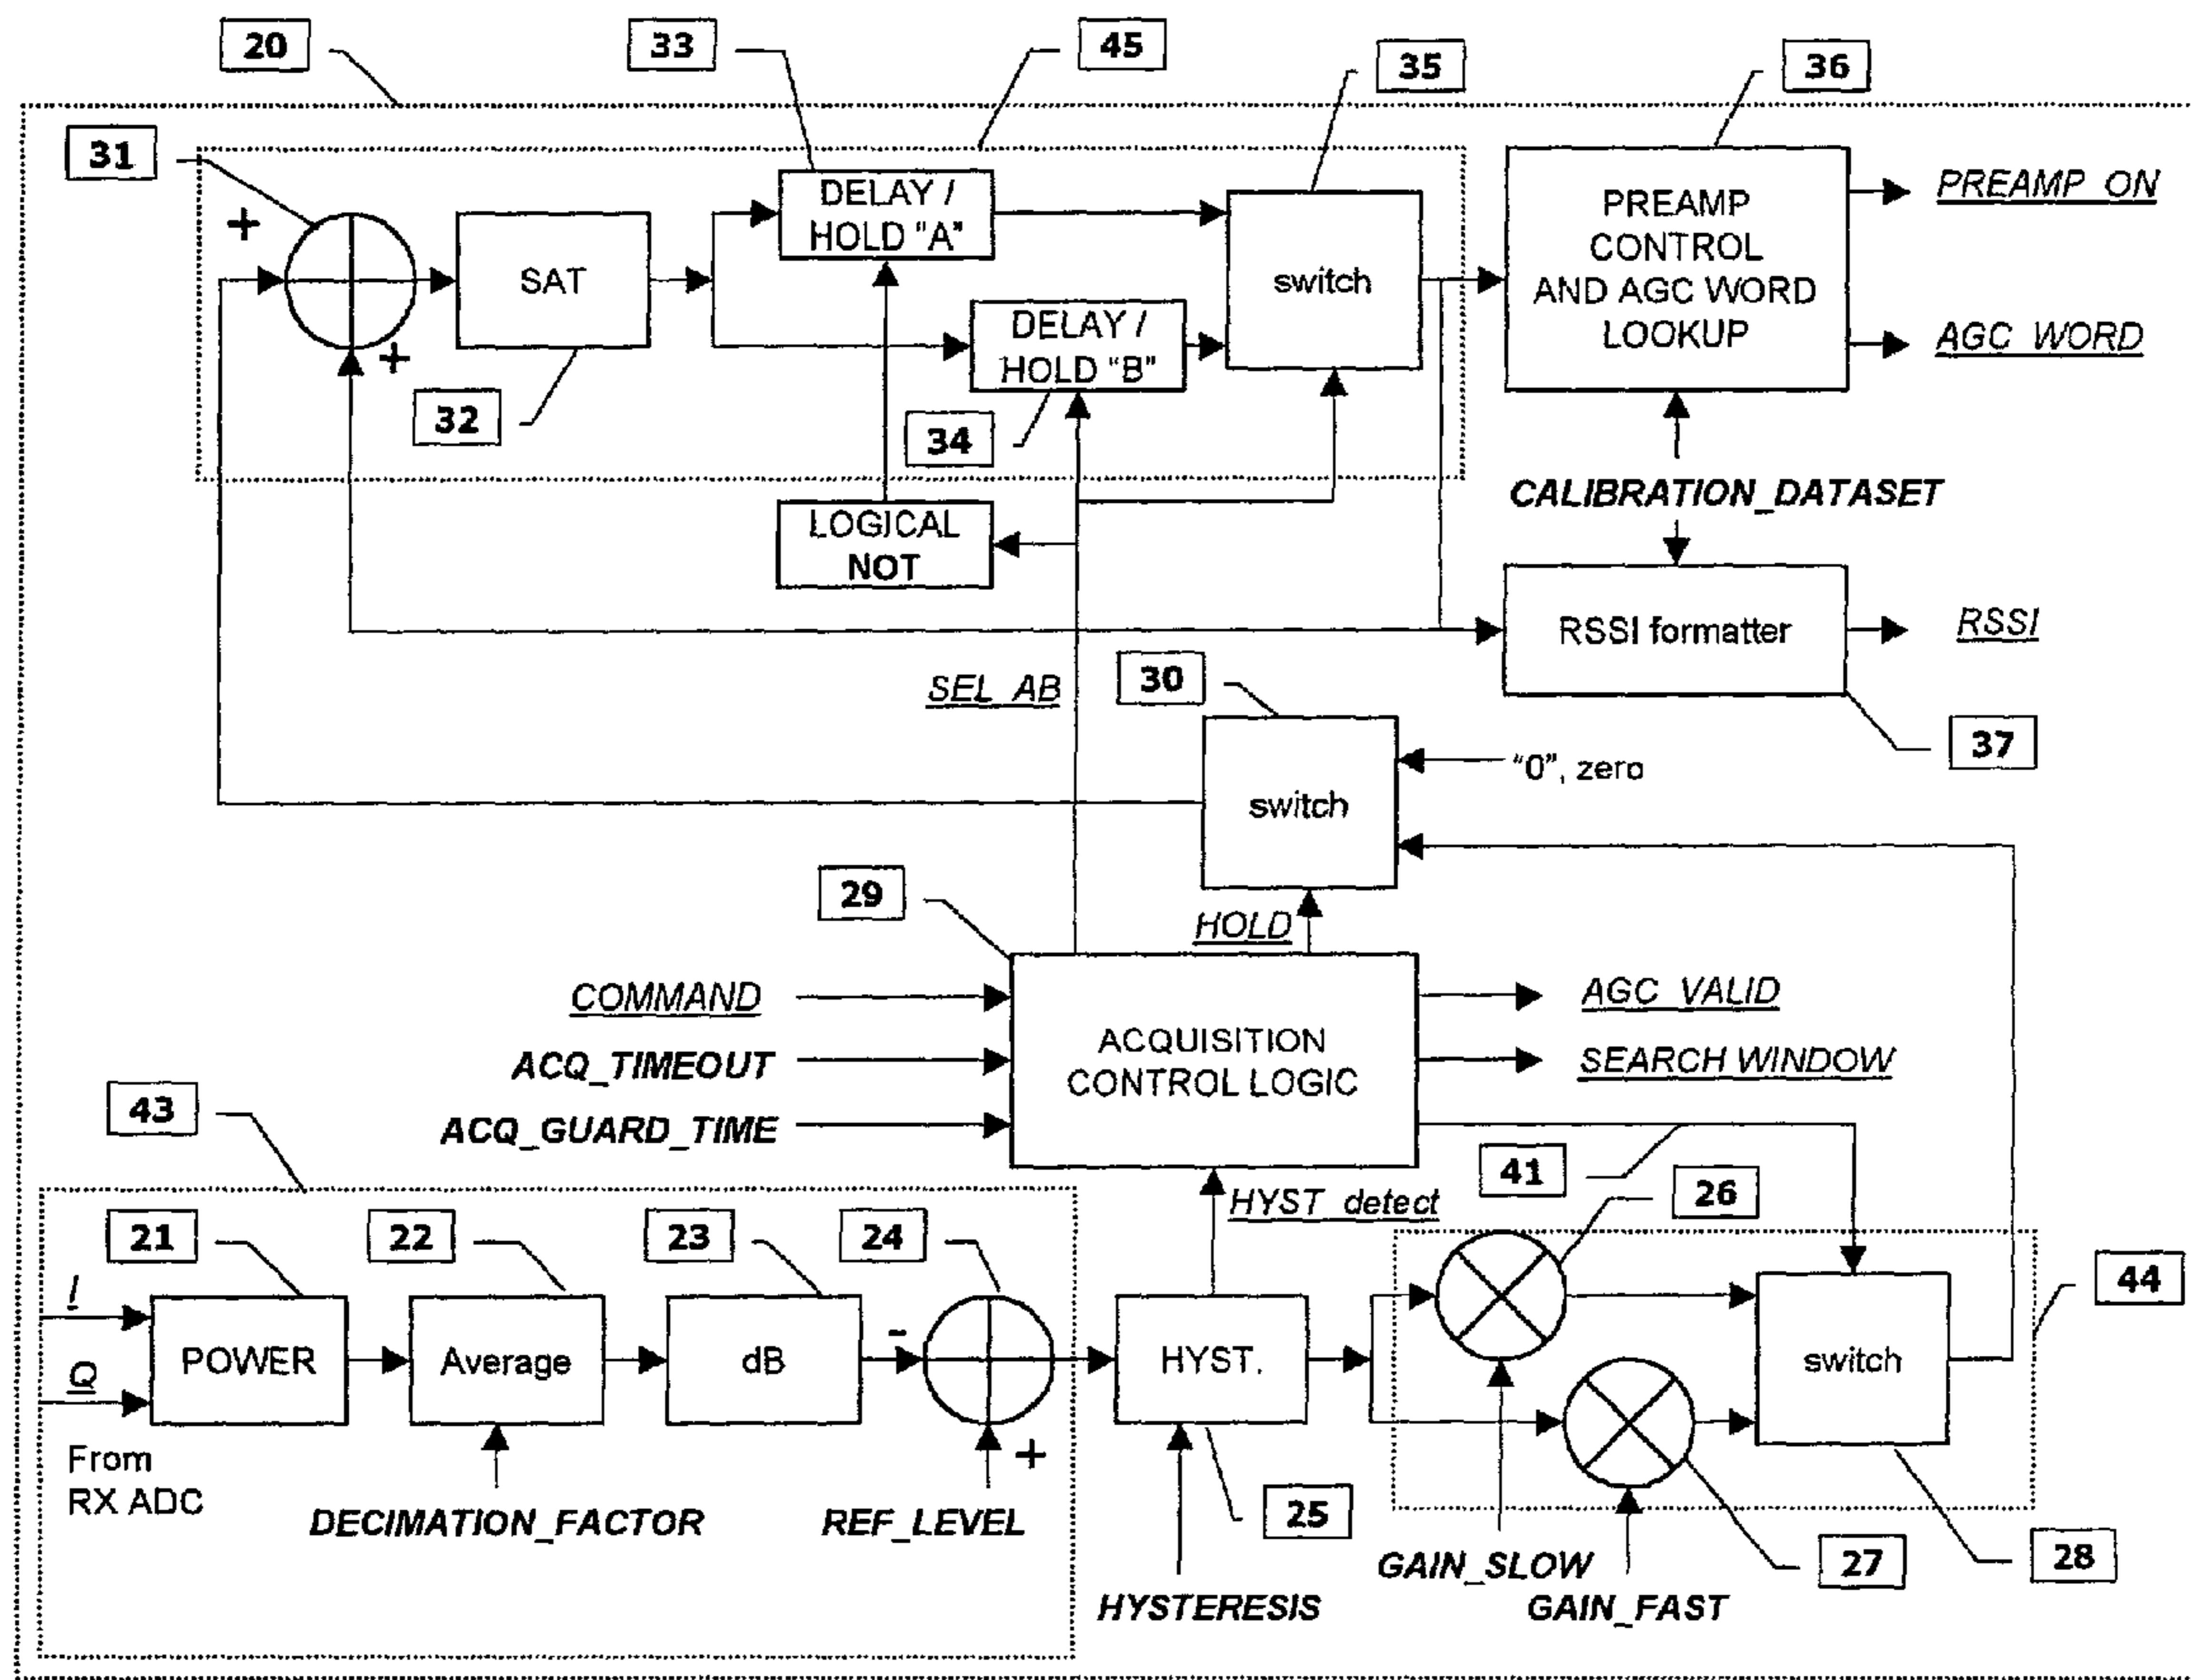 20
33
45
35
36
31
+
+
SAT
32
DELAY /
HOLD "A"
DELAY /
HOLD "B"
34
switch
PREAMP
CONTROL
AND AGC WORD
LOOKUP
PREAMP_ON
AGC_WORD
CALIBRATION_DATASET
LOGICAL
NOT
RSSI formatter
RSSI
37
SEL_AB
30
switch
"0", zero
29
HOLD
COMMAND
ACQ_TIMEOUT
ACQ_GUARD_TIME
ACQUISITION
CONTROL LOGIC
AGC_VALID
SEARCH WINDOW
43
41
26
HYST_detect
21
22
23
24
44
I
Q
POWER
Average
dB
-
+
HYST.
switch
From
RX ADC
DECIMATION_FACTOR
REF_LEVEL
25
HYSTERESIS
GAIN_SLOW
GAIN_FAST
27
28